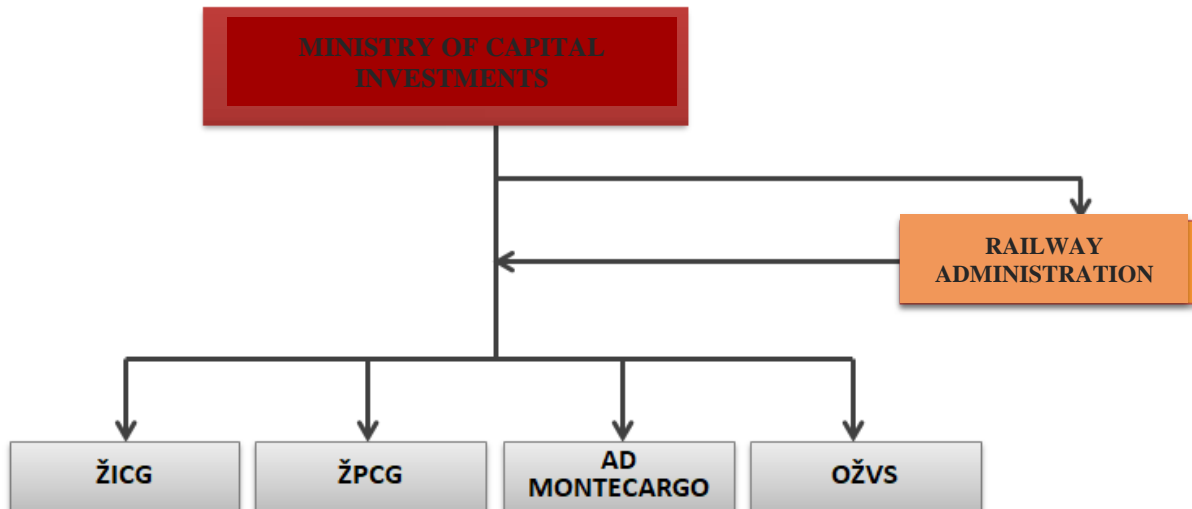 MINISTRY OF CAPITAL
INVESTMENTS
RAILWAY
ADMINISTRATION
ŽICG
ŽPCG
AD
MONTECARGO
OŽVS